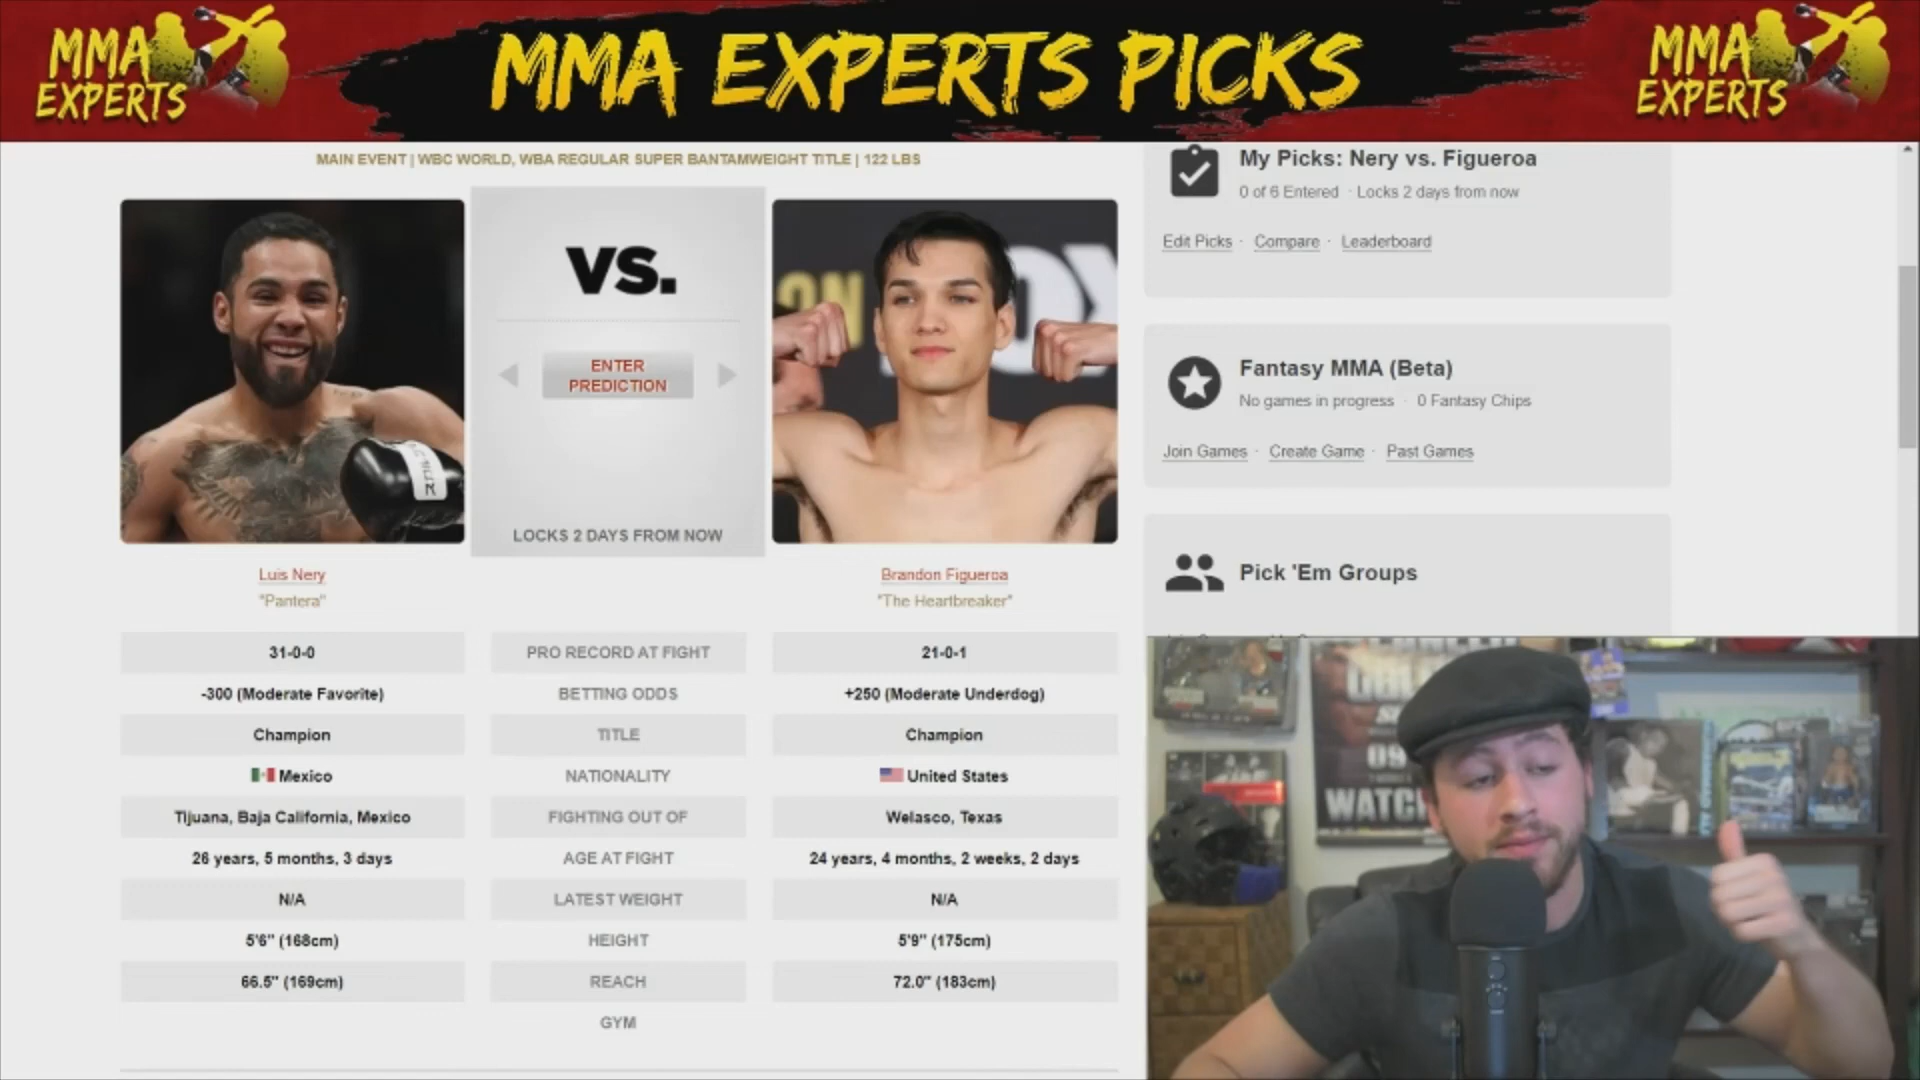 MMA EXPERTS
MMA EXPERTS PICKS
MMA EXPERTS
MAIN EVENT | WBC WORLD, WBA REGULAR SUPER BANTAMWEIGHT TITLE | 122 LBS
VS.
ENTER
PREDICTION
LOCKS 2 DAYS FROM NOW
Luis Nery
"Pantera"
Brandon Figueroa
"The Heartbreaker"
31-0-0 PRO RECORD AT FIGHT 21-0-1
-300 (Moderate Favorite) BETTING ODDS +250 (Moderate Underdog)
Champion TITLE Champion
Mexico NATIONALITY United States
Tijuana, Baja California, Mexico FIGHTING OUT OF Welasco, Texas
26 years, 5 months, 3 days AGE AT FIGHT 24 years, 4 months, 2 weeks, 2 days
N/A LATEST WEIGHT N/A
5'6" (168cm) HEIGHT 5'9" (175cm)
66.5" (169cm) REACH 72.0" (183cm)
GYM
My Picks: Nery vs. Figueroa
0 of 6 Entered · Locks 2 days from now
Edit Picks · Compare · Leaderboard
Fantasy MMA (Beta)
No games in progress · 0 Fantasy Chips
Join Games · Create Game · Past Games
Pick 'Em Groups
09
WATC